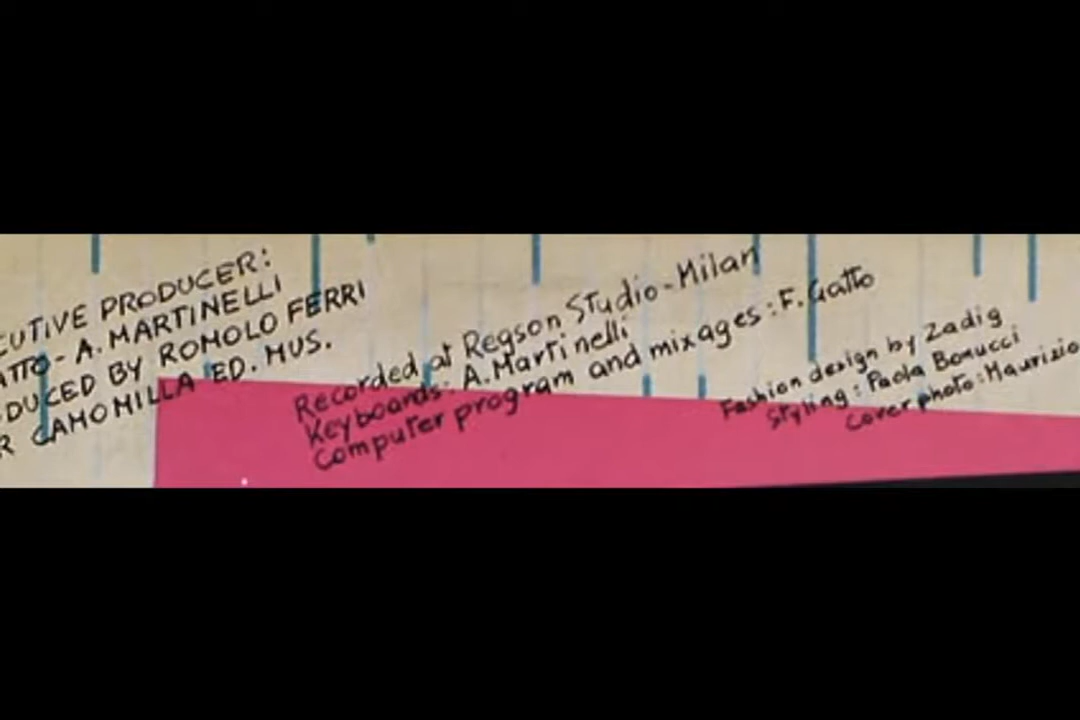 CUTIVE PRODUCER:
ATTO - A. MARTINELLI
DUCED BY ROMOLO FERRI
R CAMOMILLA ED. MUS.
Recorded at Regson Studio - Milan
Keyboards: A. Martinelli
Computer program and mixages: F. Gatto
Fashion design by Zadig
Styling: Paola Bonucci
Cover photo: Maurizio